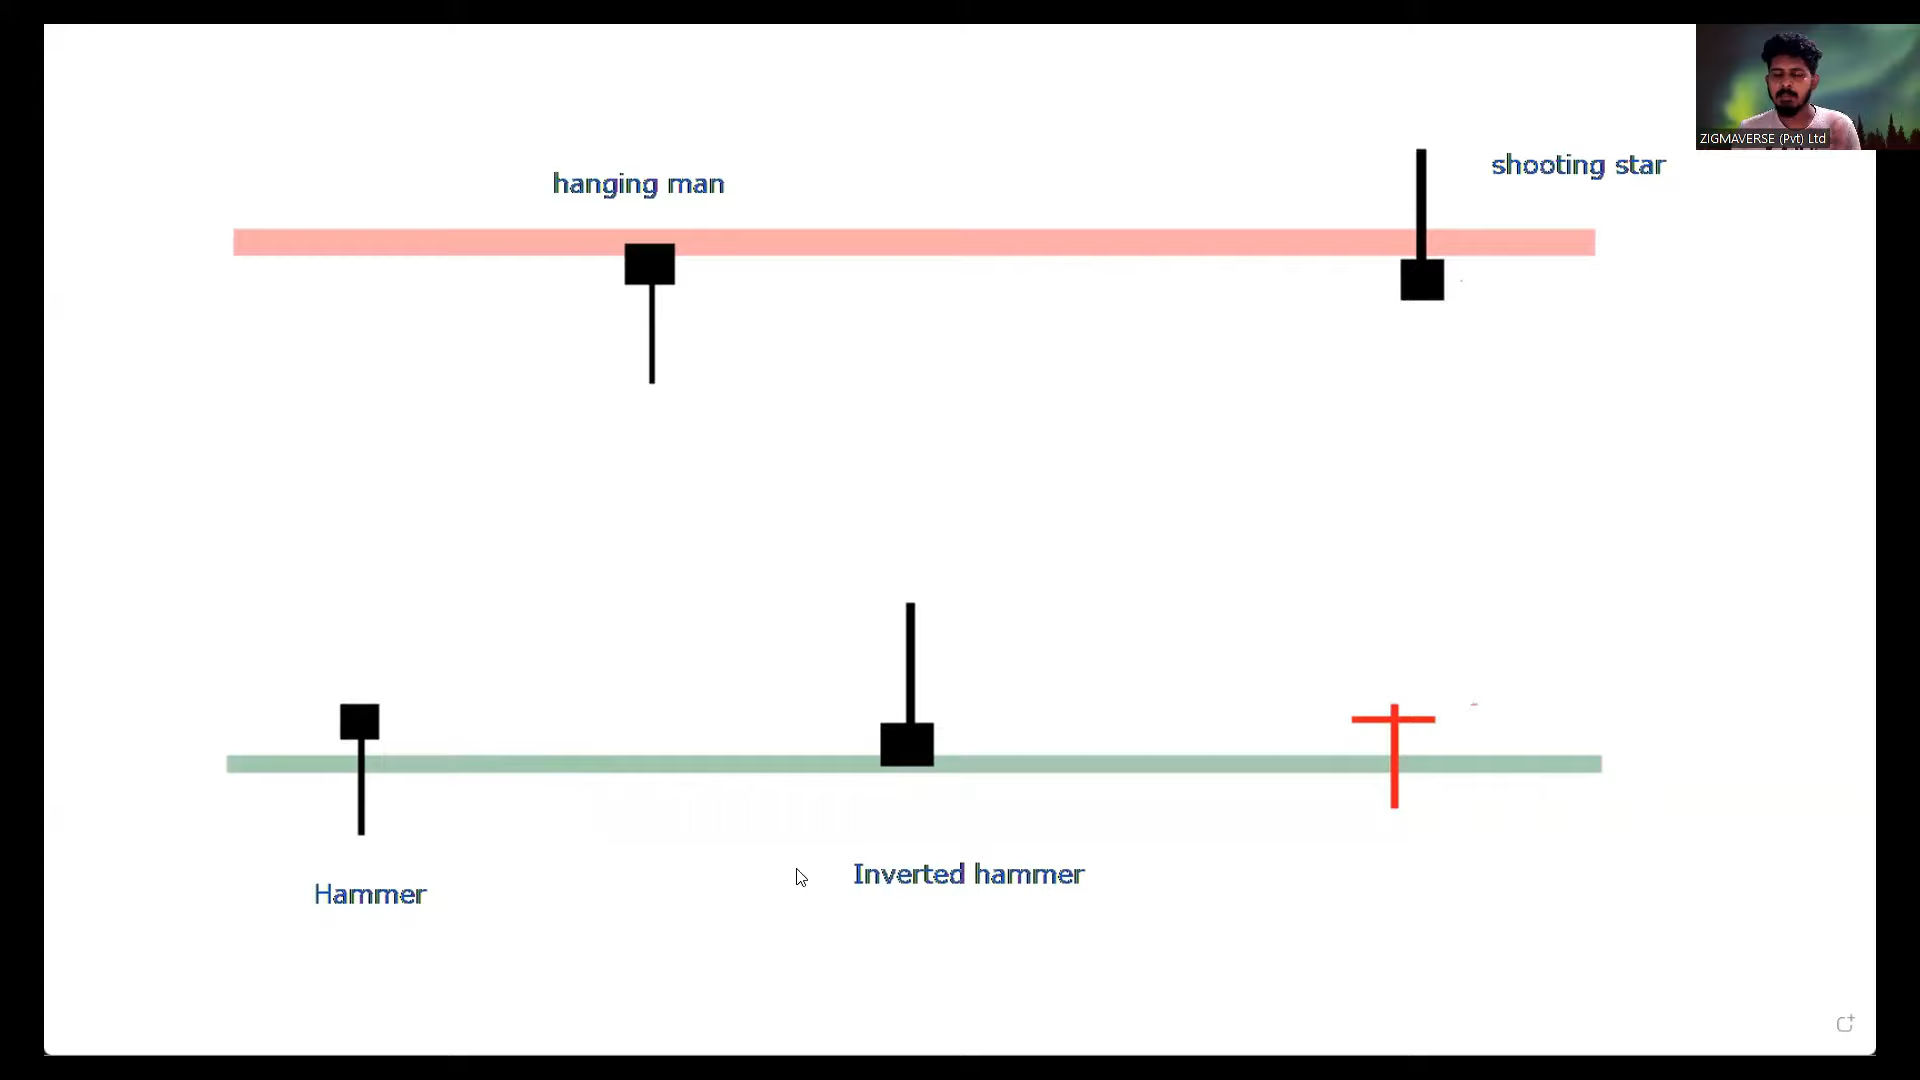 ZIGMAVERSE (Pvt) Ltd
shooting star
hanging man
Inverted hammer
Hammer